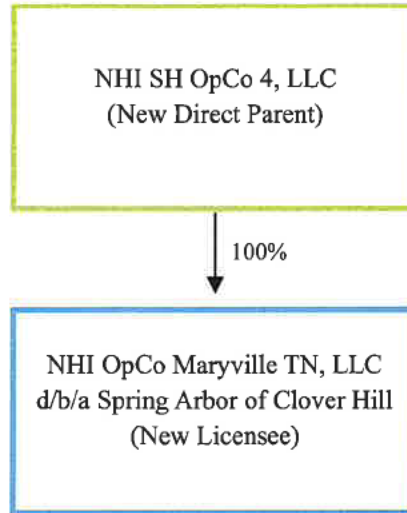 NHI SH OpCo 4, LLC
(New Direct Parent)
100%
NHI OpCo Maryville TN, LLC
d/b/a Spring Arbor of Clover Hill
(New Licensee)